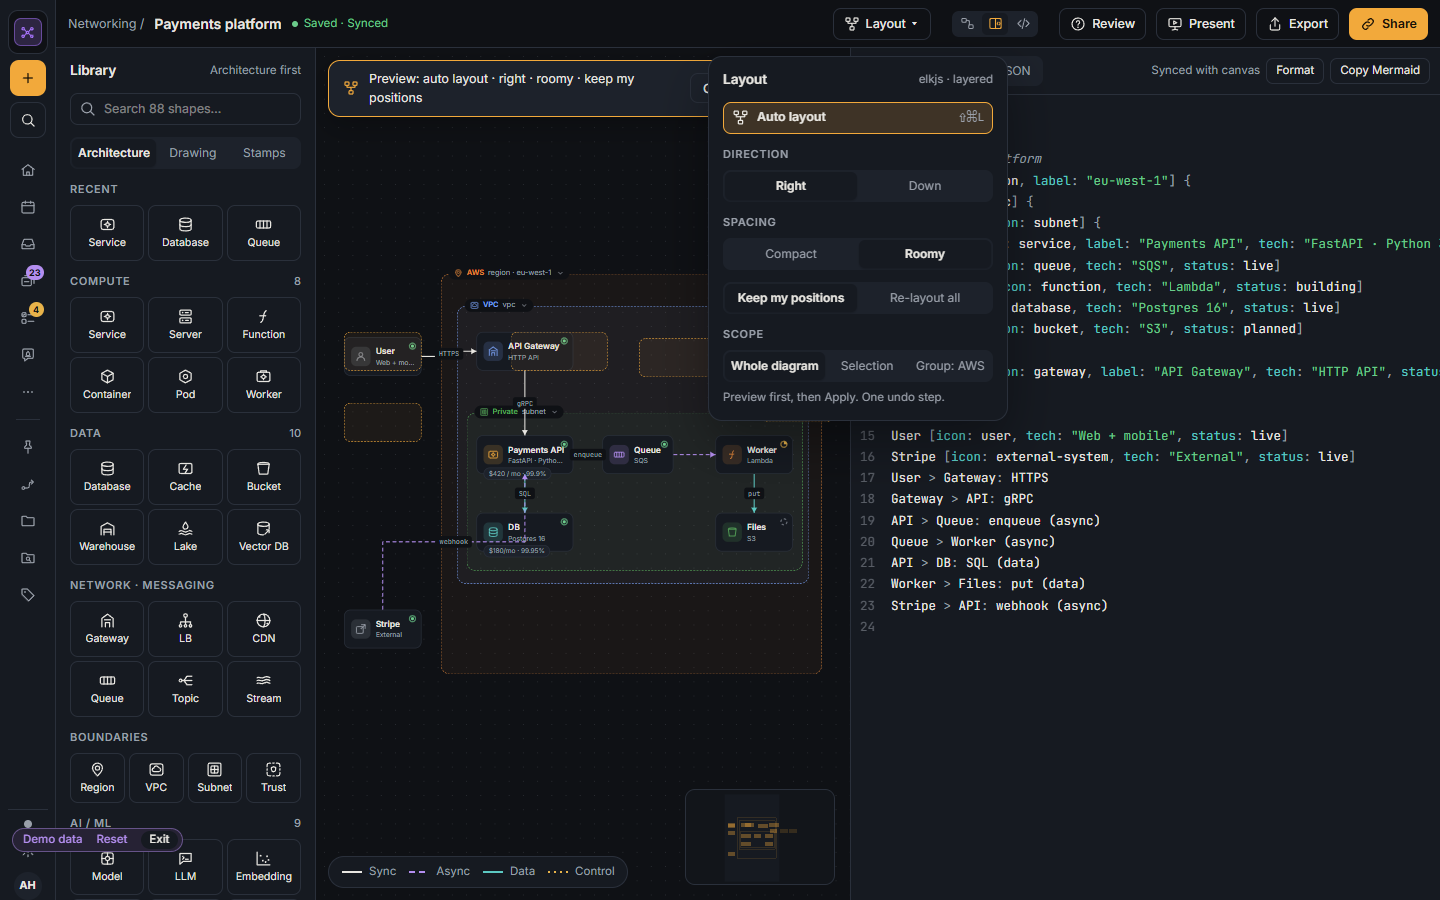 Networking / Payments platform Saved · Synced
Layout
Review
Present
Export
Share
23
4
Demo data Reset Exit
AH
Library Architecture first
Search 88 shapes...
Architecture Drawing Stamps
RECENT
Service Database Queue
COMPUTE 8
Service Server Function
Container Pod Worker
DATA 10
Database Cache Bucket
Warehouse Lake Vector DB
NETWORK · MESSAGING
Gateway LB CDN
Queue Topic Stream
BOUNDARIES
Region VPC Subnet Trust
AI / ML 9
Model LLM Embedding
Preview: auto layout · right · roomy · keep my
positions
AWS region · eu-west-1
VPC vpc
User
Web + mo...
HTTPS
API Gateway
HTTP API
gRPC
Private subnet
Payments API
FastAPI · Pytho...
$420 / mo · 99.9%
enqueue
Queue
SQS
Worker
Lambda
SQL
put
DB
Postgres 16
$180/mo · 99.95%
Files
S3
webhook
Stripe
External
Sync Async Data Control
Layout elkjs · layered
Auto layout ⇧⌘L
DIRECTION
Right Down
SPACING
Compact Roomy
Keep my positions Re-layout all
SCOPE
Whole diagram Selection Group: AWS
Preview first, then Apply. One undo step.
SON Synced with canvas Format Copy Mermaid
tform
on, label: "eu-west-1"] {
c] {
on: subnet] {
: service, label: "Payments API", tech: "FastAPI · Python
on: queue, tech: "SQS", status: live]
con: function, tech: "Lambda", status: building]
database, tech: "Postgres 16", status: live]
on: bucket, tech: "S3", status: planned]
on: gateway, label: "API Gateway", tech: "HTTP API", statu
15 User [icon: user, tech: "Web + mobile", status: live]
16 Stripe [icon: external-system, tech: "External", status: live]
17 User > Gateway: HTTPS
18 Gateway > API: gRPC
19 API > Queue: enqueue (async)
20 Queue > Worker (async)
21 API > DB: SQL (data)
22 Worker > Files: put (data)
23 Stripe > API: webhook (async)
24